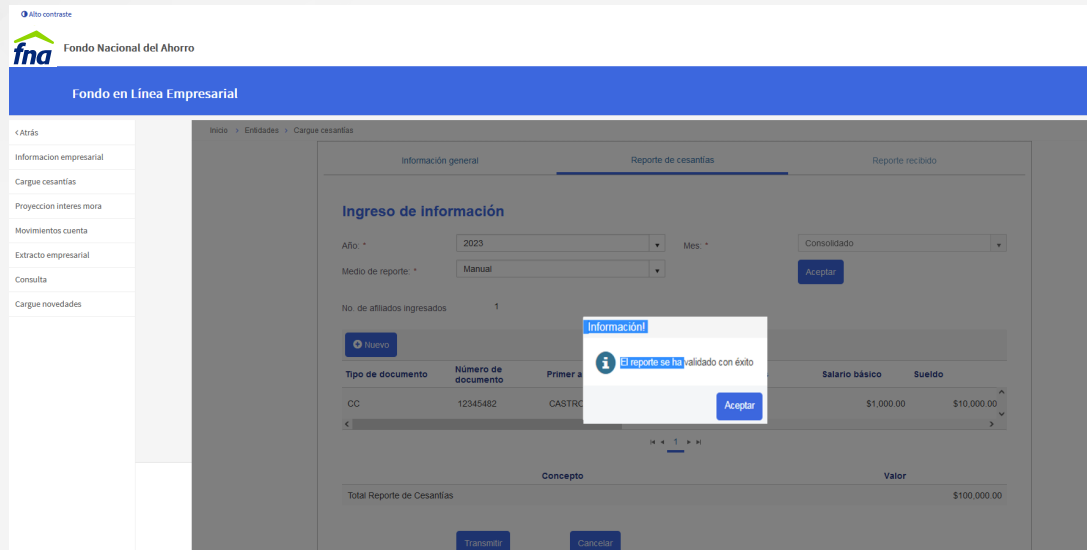 Alto contraste
fna Fondo Nacional del Ahorro
Fondo en Línea Empresarial
< Atrás
Informacion empresarial
Cargue cesantías
Proyeccion interes mora
Movimientos cuenta
Extracto empresarial
Consulta
Cargue novedades
Inicio > Entidades > Cargue cesantías
Información general Reporte de cesantías Reporte recibido
Ingreso de información
Año: * 2023 Mes: * Consolidado
Medio de reporte: * Manual Aceptar
No. de afiliados ingresados 1
Nuevo
Información!
El reporte se ha validado con éxito
Aceptar
Tipo de documento Número de documento Primer a Salario básico Sueldo
CC 12345482 CASTRO $1,000.00 $10,000.00
1
Concepto Valor
Total Reporte de Cesantías $100,000.00
Transmitir Cancelar